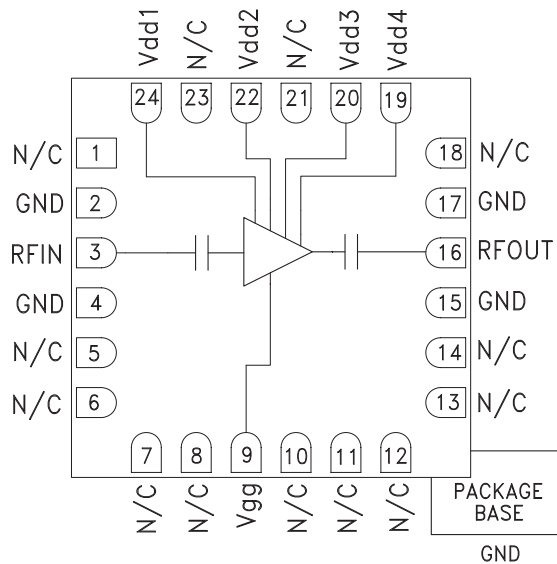 Vdd1
N/C
Vdd2
N/C
Vdd3
Vdd4
24
23
22
21
20
19
N/C 1
18 N/C
GND 2
17 GND
RFIN 3
16 RFOUT
GND 4
15 GND
N/C 5
14 N/C
N/C 6
13 N/C
7
8
9
10
11
12
N/C
N/C
Vgg
N/C
N/C
N/C
PACKAGE
BASE
GND